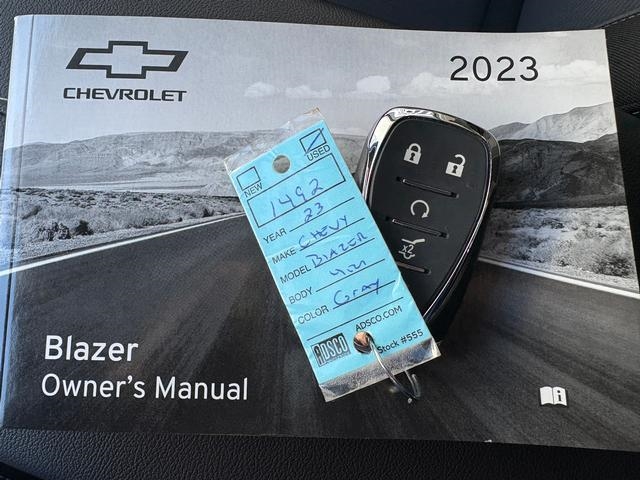 CHEVROLET
2023
NEW
USED
1492
YEAR 23
MAKE CHEVY
MODEL BLAZER
BODY
COLOR Gray
ADSCO
ADSCO.COM
Stock #555
x2
Blazer
Owner's Manual